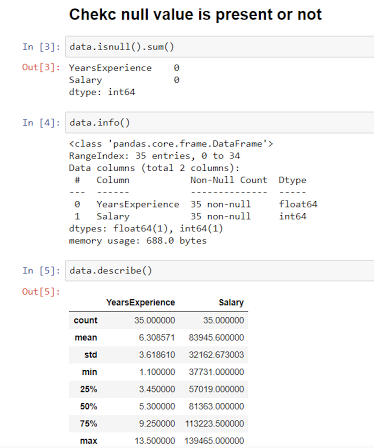 Chekc null value is present or not
In [3]: data.isnull().sum()
Out[3]: YearsExperience    0
Salary             0
dtype: int64
In [4]: data.info()
<class 'pandas.core.frame.DataFrame'>
RangeIndex: 35 entries, 0 to 34
Data columns (total 2 columns):
 #   Column           Non-Null Count  Dtype
---  ------           --------------  -----
 0   YearsExperience  35 non-null     float64
 1   Salary           35 non-null     int64
dtypes: float64(1), int64(1)
memory usage: 688.0 bytes
In [5]: data.describe()
Out[5]:
YearsExperience Salary
count 35.000000 35.000000
mean 6.308571 83945.600000
std 3.618610 32162.673003
min 1.100000 37731.000000
25% 3.450000 57019.000000
50% 5.300000 81363.000000
75% 9.250000 113223.500000
max 13.500000 139465.000000